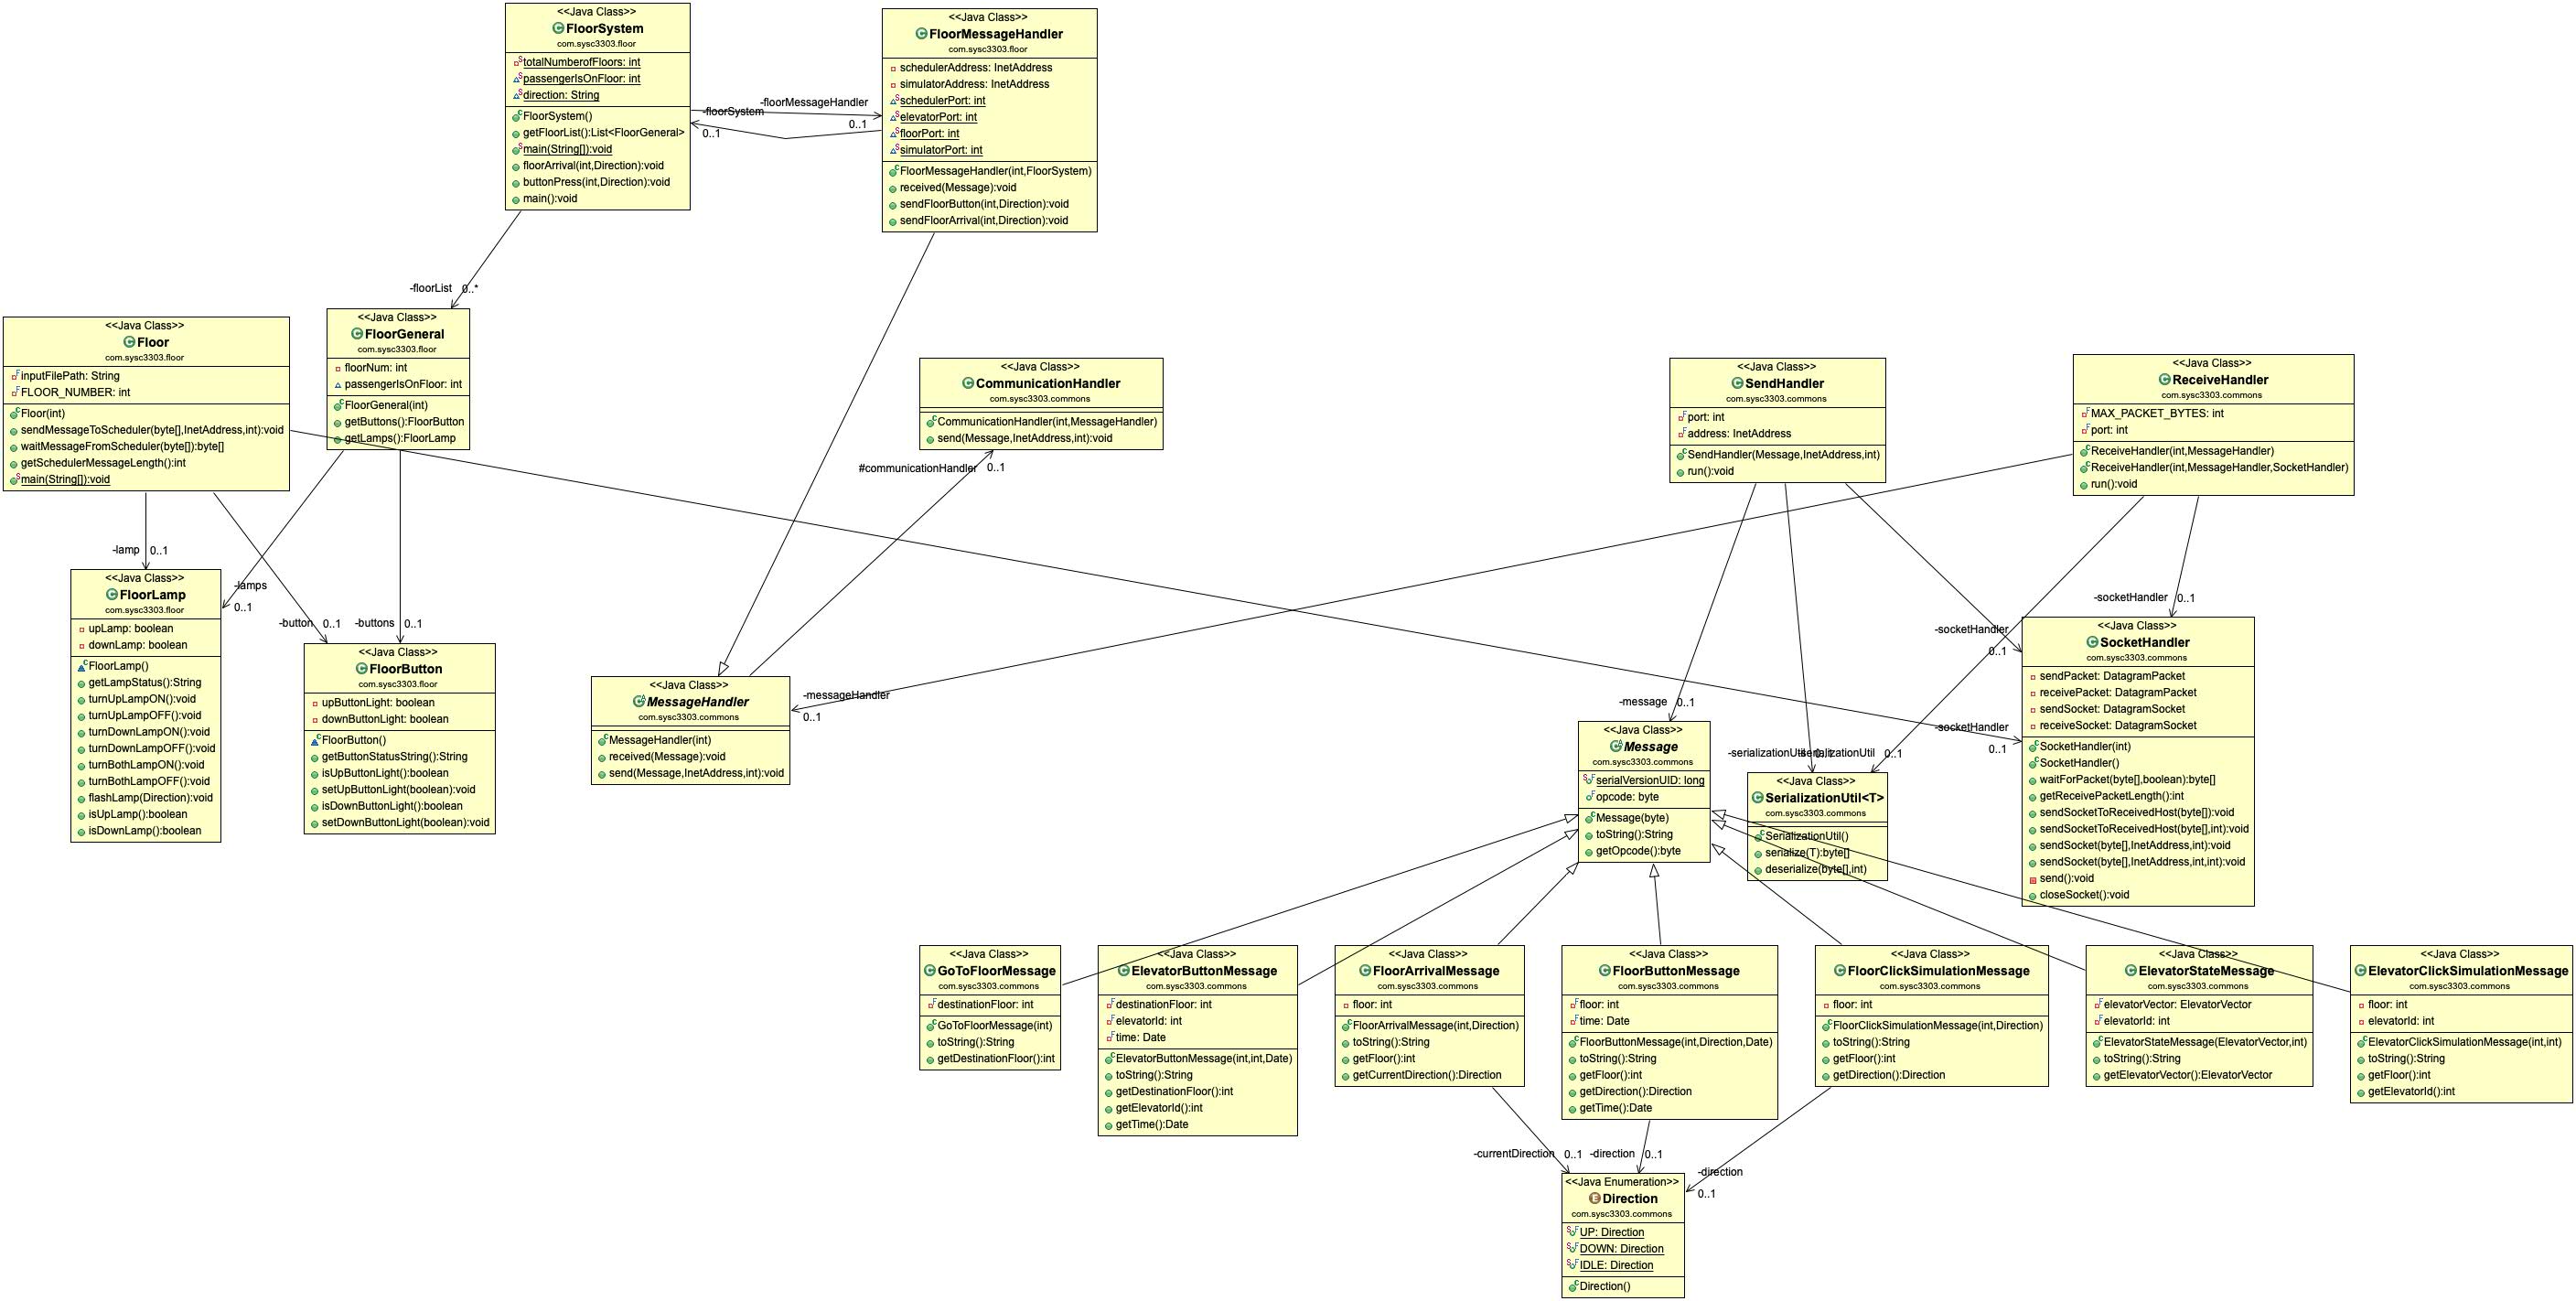 <<Java Class>>
FloorSystem
com.sysc3303.floor
totalNumberofFloors: int
passengerIsOnFloor: int
direction: String
FloorSystem()
getFloorList():List<FloorGeneral>
main(String[]):void
floorArrival(int,Direction):void
buttonPress(int,Direction):void
main():void
<<Java Class>>
FloorMessageHandler
com.sysc3303.floor
schedulerAddress: InetAddress
simulatorAddress: InetAddress
schedulerPort: int
elevatorPort: int
floorPort: int
simulatorPort: int
FloorMessageHandler(int,FloorSystem)
received(Message):void
sendFloorButton(int,Direction):void
sendFloorArrival(int,Direction):void
-floorMessageHandler
0..1
-floorSystem
0..1
-floorList
0..*
<<Java Class>>
Floor
com.sysc3303.floor
inputFilePath: String
FLOOR_NUMBER: int
Floor(int)
sendMessageToScheduler(byte[],InetAddress,int):void
waitMessageFromScheduler(byte[]):byte[]
getSchedulerMessageLength():int
main(String[]):void
<<Java Class>>
FloorGeneral
com.sysc3303.floor
floorNum: int
passengerIsOnFloor: int
FloorGeneral(int)
getButtons():FloorButton
getLamps():FloorLamp
<<Java Class>>
CommunicationHandler
com.sysc3303.commons
CommunicationHandler(int,MessageHandler)
send(Message,InetAddress,int):void
#communicationHandler
0..1
<<Java Class>>
SendHandler
com.sysc3303.commons
port: int
address: InetAddress
SendHandler(Message,InetAddress,int)
run():void
<<Java Class>>
ReceiveHandler
com.sysc3303.commons
MAX_PACKET_BYTES: int
port: int
ReceiveHandler(int,MessageHandler)
ReceiveHandler(int,MessageHandler,SocketHandler)
run():void
-lamp
0..1
-lamps
0..1
-button
0..1
-buttons
0..1
<<Java Class>>
FloorLamp
com.sysc3303.floor
upLamp: boolean
downLamp: boolean
FloorLamp()
getLampStatus():String
turnUpLampON():void
turnUpLampOFF():void
turnDownLampON():void
turnDownLampOFF():void
turnBothLampON():void
turnBothLampOFF():void
flashLamp(Direction):void
isUpLamp():boolean
isDownLamp():boolean
<<Java Class>>
FloorButton
com.sysc3303.floor
upButtonLight: boolean
downButtonLight: boolean
FloorButton()
getButtonStatusString():String
isUpButtonLight():boolean
setUpButtonLight(boolean):void
isDownButtonLight():boolean
setDownButtonLight(boolean):void
<<Java Class>>
MessageHandler
com.sysc3303.commons
MessageHandler(int)
received(Message):void
send(Message,InetAddress,int):void
-messageHandler
0..1
-message
0..1
-socketHandler
0..1
-socketHandler
0..1
-socketHandler
0..1
<<Java Class>>
SocketHandler
com.sysc3303.commons
sendPacket: DatagramPacket
receivePacket: DatagramPacket
sendSocket: DatagramSocket
receiveSocket: DatagramSocket
SocketHandler(int)
SocketHandler()
waitForPacket(byte[],boolean):byte[]
getReceivePacketLength():int
sendSocketToReceivedHost(byte[]):void
sendSocketToReceivedHost(byte[],int):void
sendSocket(byte[],InetAddress,int):void
sendSocket(byte[],InetAddress,int,int):void
send():void
closeSocket():void
<<Java Class>>
Message
com.sysc3303.commons
serialVersionUID: long
opcode: byte
Message(byte)
toString():String
getOpcode():byte
-serializationUtil
0..1
-serializationUtil
0..1
<<Java Class>>
SerializationUtil<T>
com.sysc3303.commons
SerializationUtil()
serialize(T):byte[]
deserialize(byte[],int)
<<Java Class>>
GoToFloorMessage
com.sysc3303.commons
destinationFloor: int
GoToFloorMessage(int)
toString():String
getDestinationFloor():int
<<Java Class>>
ElevatorButtonMessage
com.sysc3303.commons
destinationFloor: int
elevatorId: int
time: Date
ElevatorButtonMessage(int,int,Date)
toString():String
getDestinationFloor():int
getElevatorId():int
getTime():Date
<<Java Class>>
FloorArrivalMessage
com.sysc3303.commons
floor: int
FloorArrivalMessage(int,Direction)
toString():String
getFloor():int
getCurrentDirection():Direction
<<Java Class>>
FloorButtonMessage
com.sysc3303.commons
floor: int
time: Date
FloorButtonMessage(int,Direction,Date)
toString():String
getFloor():int
getDirection():Direction
getTime():Date
<<Java Class>>
FloorClickSimulationMessage
com.sysc3303.commons
floor: int
FloorClickSimulationMessage(int,Direction)
toString():String
getFloor():int
getDirection():Direction
<<Java Class>>
ElevatorStateMessage
com.sysc3303.commons
elevatorVector: ElevatorVector
elevatorId: int
ElevatorStateMessage(ElevatorVector,int)
toString():String
getElevatorVector():ElevatorVector
<<Java Class>>
ElevatorClickSimulationMessage
com.sysc3303.commons
floor: int
elevatorId: int
ElevatorClickSimulationMessage(int,int)
toString():String
getFloor():int
getElevatorId():int
-currentDirection
0..1
-direction
0..1
-direction
0..1
<<Java Enumeration>>
Direction
com.sysc3303.commons
UP: Direction
DOWN: Direction
IDLE: Direction
Direction()